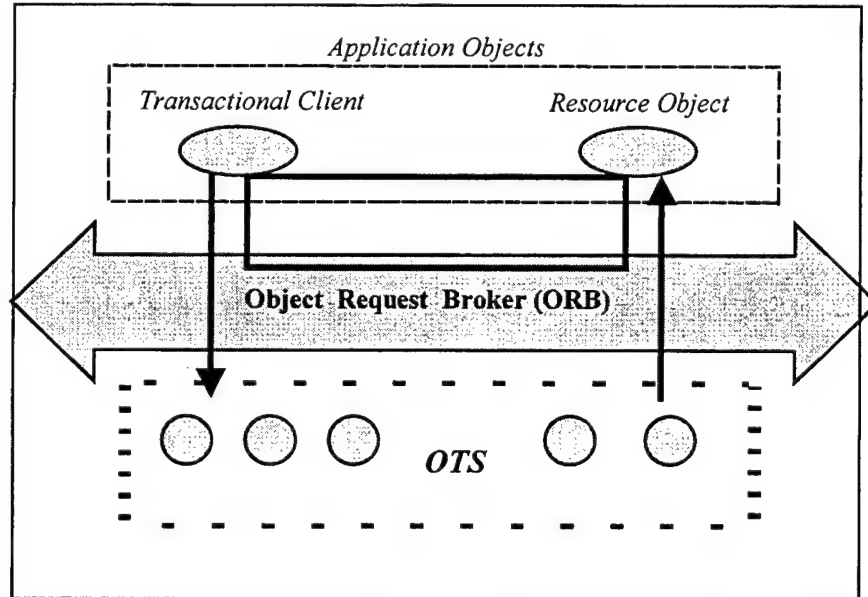 Application Objects
Transactional Client
Resource Object
Object Request Broker (ORB)
OTS